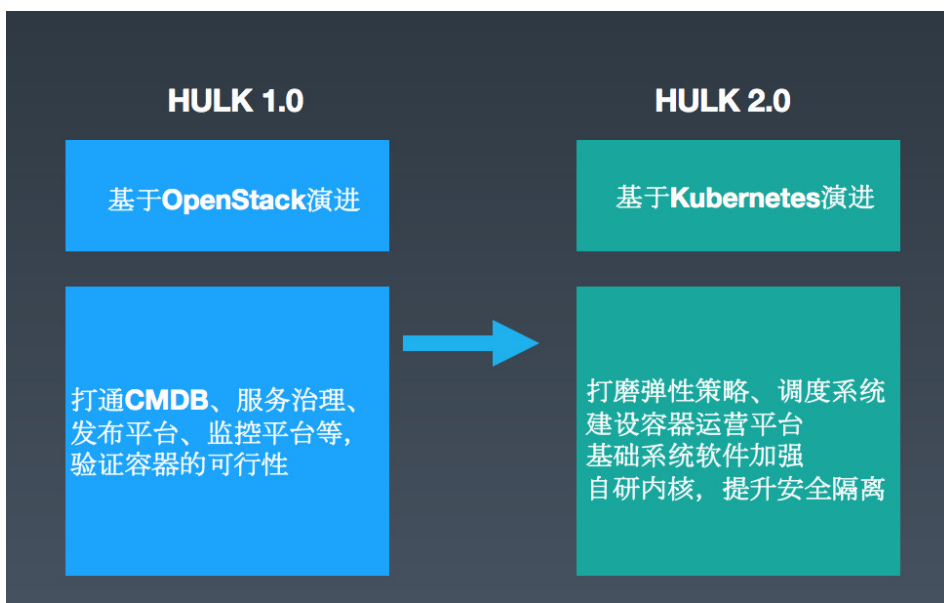 HULK 1.0
基于OpenStack演进
打通CMDB、服务治理、
发布平台、监控平台等,
验证容器的可行性
HULK 2.0
基于Kubernetes演进
打磨弹性策略、调度系统
建设容器运营平台
基础系统软件加强
自研内核，提升安全隔离